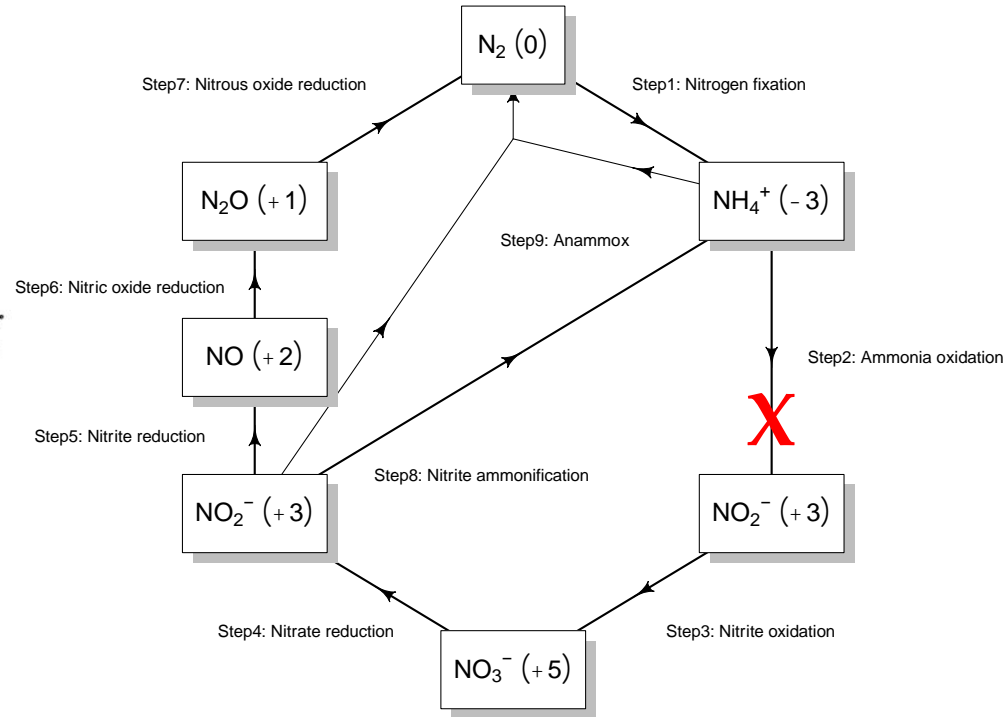 N₂ (0)
Step7: Nitrous oxide reduction
Step1: Nitrogen fixation
N₂O (+1)
NH₄⁺ (-3)
Step9: Anammox
Step6: Nitric oxide reduction
NO (+2)
Step2: Ammonia oxidation
X
Step5: Nitrite reduction
Step8: Nitrite ammonification
NO₂⁻ (+3)
NO₂⁻ (+3)
Step4: Nitrate reduction
Step3: Nitrite oxidation
NO₃⁻ (+5)